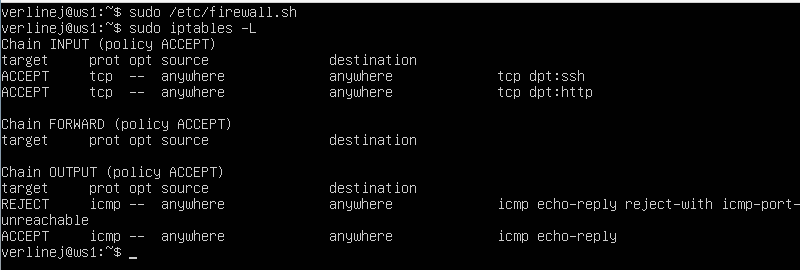 verlinej@ws1:~$ sudo /etc/firewall.sh
verlinej@ws1:~$ sudo iptables -L
Chain INPUT (policy ACCEPT)
target     prot opt source               destination
ACCEPT     tcp  --  anywhere             anywhere             tcp dpt:ssh
ACCEPT     tcp  --  anywhere             anywhere             tcp dpt:http

Chain FORWARD (policy ACCEPT)
target     prot opt source               destination

Chain OUTPUT (policy ACCEPT)
target     prot opt source               destination
REJECT     icmp --  anywhere             anywhere             icmp echo-reply reject-with icmp-port-
unreachable
ACCEPT     icmp --  anywhere             anywhere             icmp echo-reply
verlinej@ws1:~$ _